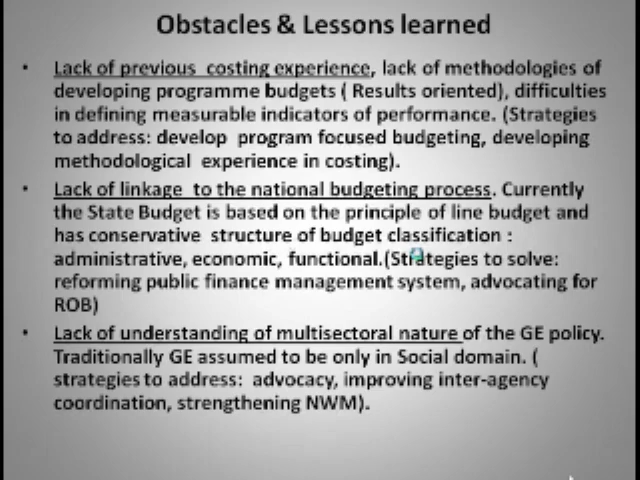 Obstacles & Lessons learned
• Lack of previous costing experience, lack of methodologies of
developing programme budgets ( Results oriented), difficulties
in defining measurable indicators of performance. (Strategies
to address: develop program focused budgeting, developing
methodological experience in costing).
• Lack of linkage to the national budgeting process. Currently
the State Budget is based on the principle of line budget and
has conservative structure of budget classification :
administrative, economic, functional.(Strategies to solve:
reforming public finance management system, advocating for
ROB)
• Lack of understanding of multisectoral nature of the GE policy.
Traditionally GE assumed to be only in Social domain. (
strategies to address: advocacy, improving inter-agency
coordination, strengthening NWM).